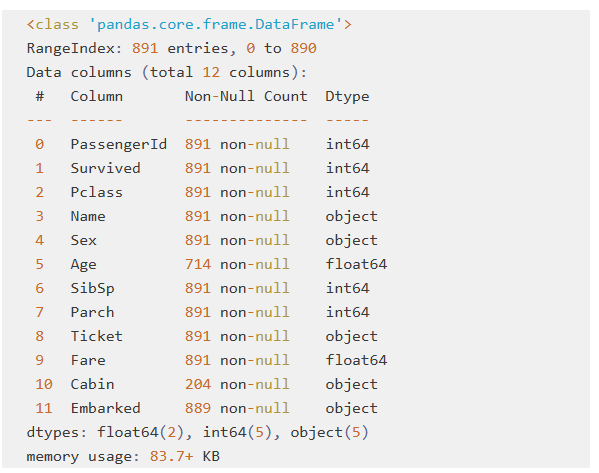 <class 'pandas.core.frame.DataFrame'>
RangeIndex: 891 entries, 0 to 890
Data columns (total 12 columns):
 #   Column       Non-Null Count  Dtype
---  ------       --------------  -----
 0   PassengerId  891 non-null    int64
 1   Survived     891 non-null    int64
 2   Pclass       891 non-null    int64
 3   Name         891 non-null    object
 4   Sex          891 non-null    object
 5   Age          714 non-null    float64
 6   SibSp        891 non-null    int64
 7   Parch        891 non-null    int64
 8   Ticket       891 non-null    object
 9   Fare         891 non-null    float64
 10  Cabin        204 non-null    object
 11  Embarked     889 non-null    object
dtypes: float64(2), int64(5), object(5)
memory usage: 83.7+ KB